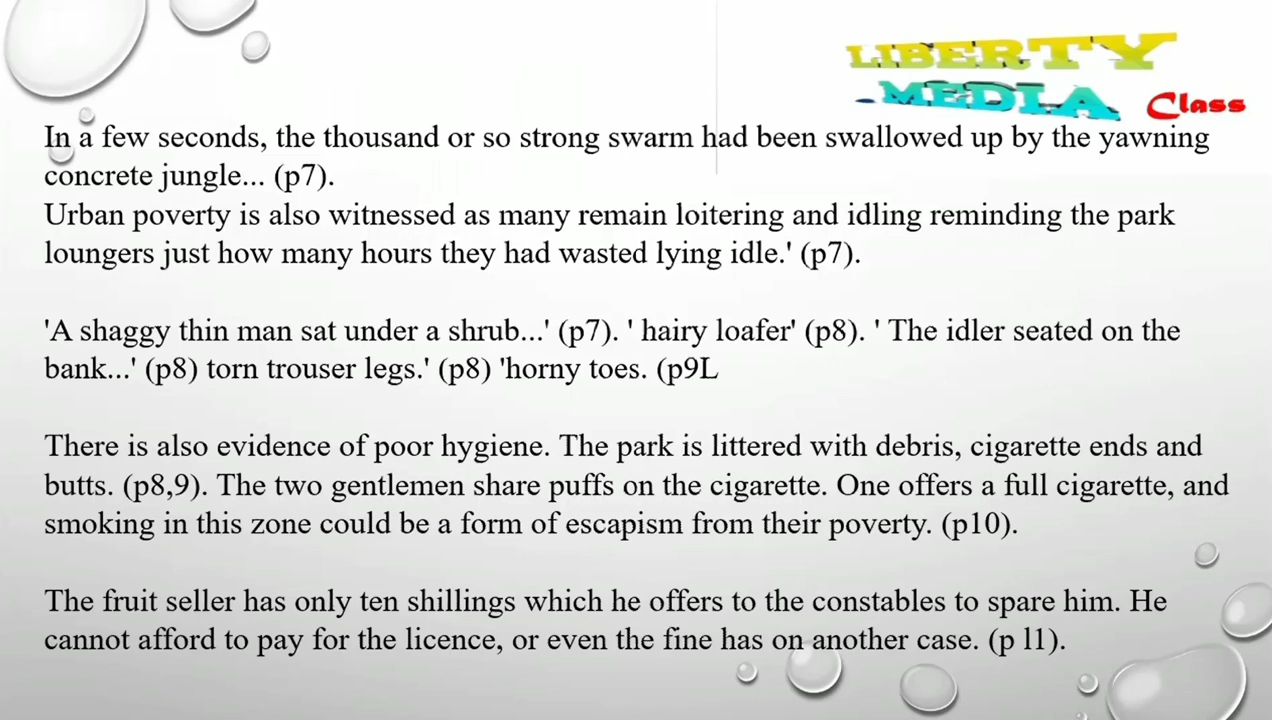 LIBERTY
MEDIA Class
In a few seconds, the thousand or so strong swarm had been swallowed up by the yawning
concrete jungle... (p7).
Urban poverty is also witnessed as many remain loitering and idling reminding the park
loungers just how many hours they had wasted lying idle.' (p7).
'A shaggy thin man sat under a shrub...' (p7). ' hairy loafer' (p8). ' The idler seated on the
bank...' (p8) torn trouser legs.' (p8) 'horny toes. (p9L
There is also evidence of poor hygiene. The park is littered with debris, cigarette ends and
butts. (p8,9). The two gentlemen share puffs on the cigarette. One offers a full cigarette, and
smoking in this zone could be a form of escapism from their poverty. (p10).
The fruit seller has only ten shillings which he offers to the constables to spare him. He
cannot afford to pay for the licence, or even the fine has on another case. (p l1).